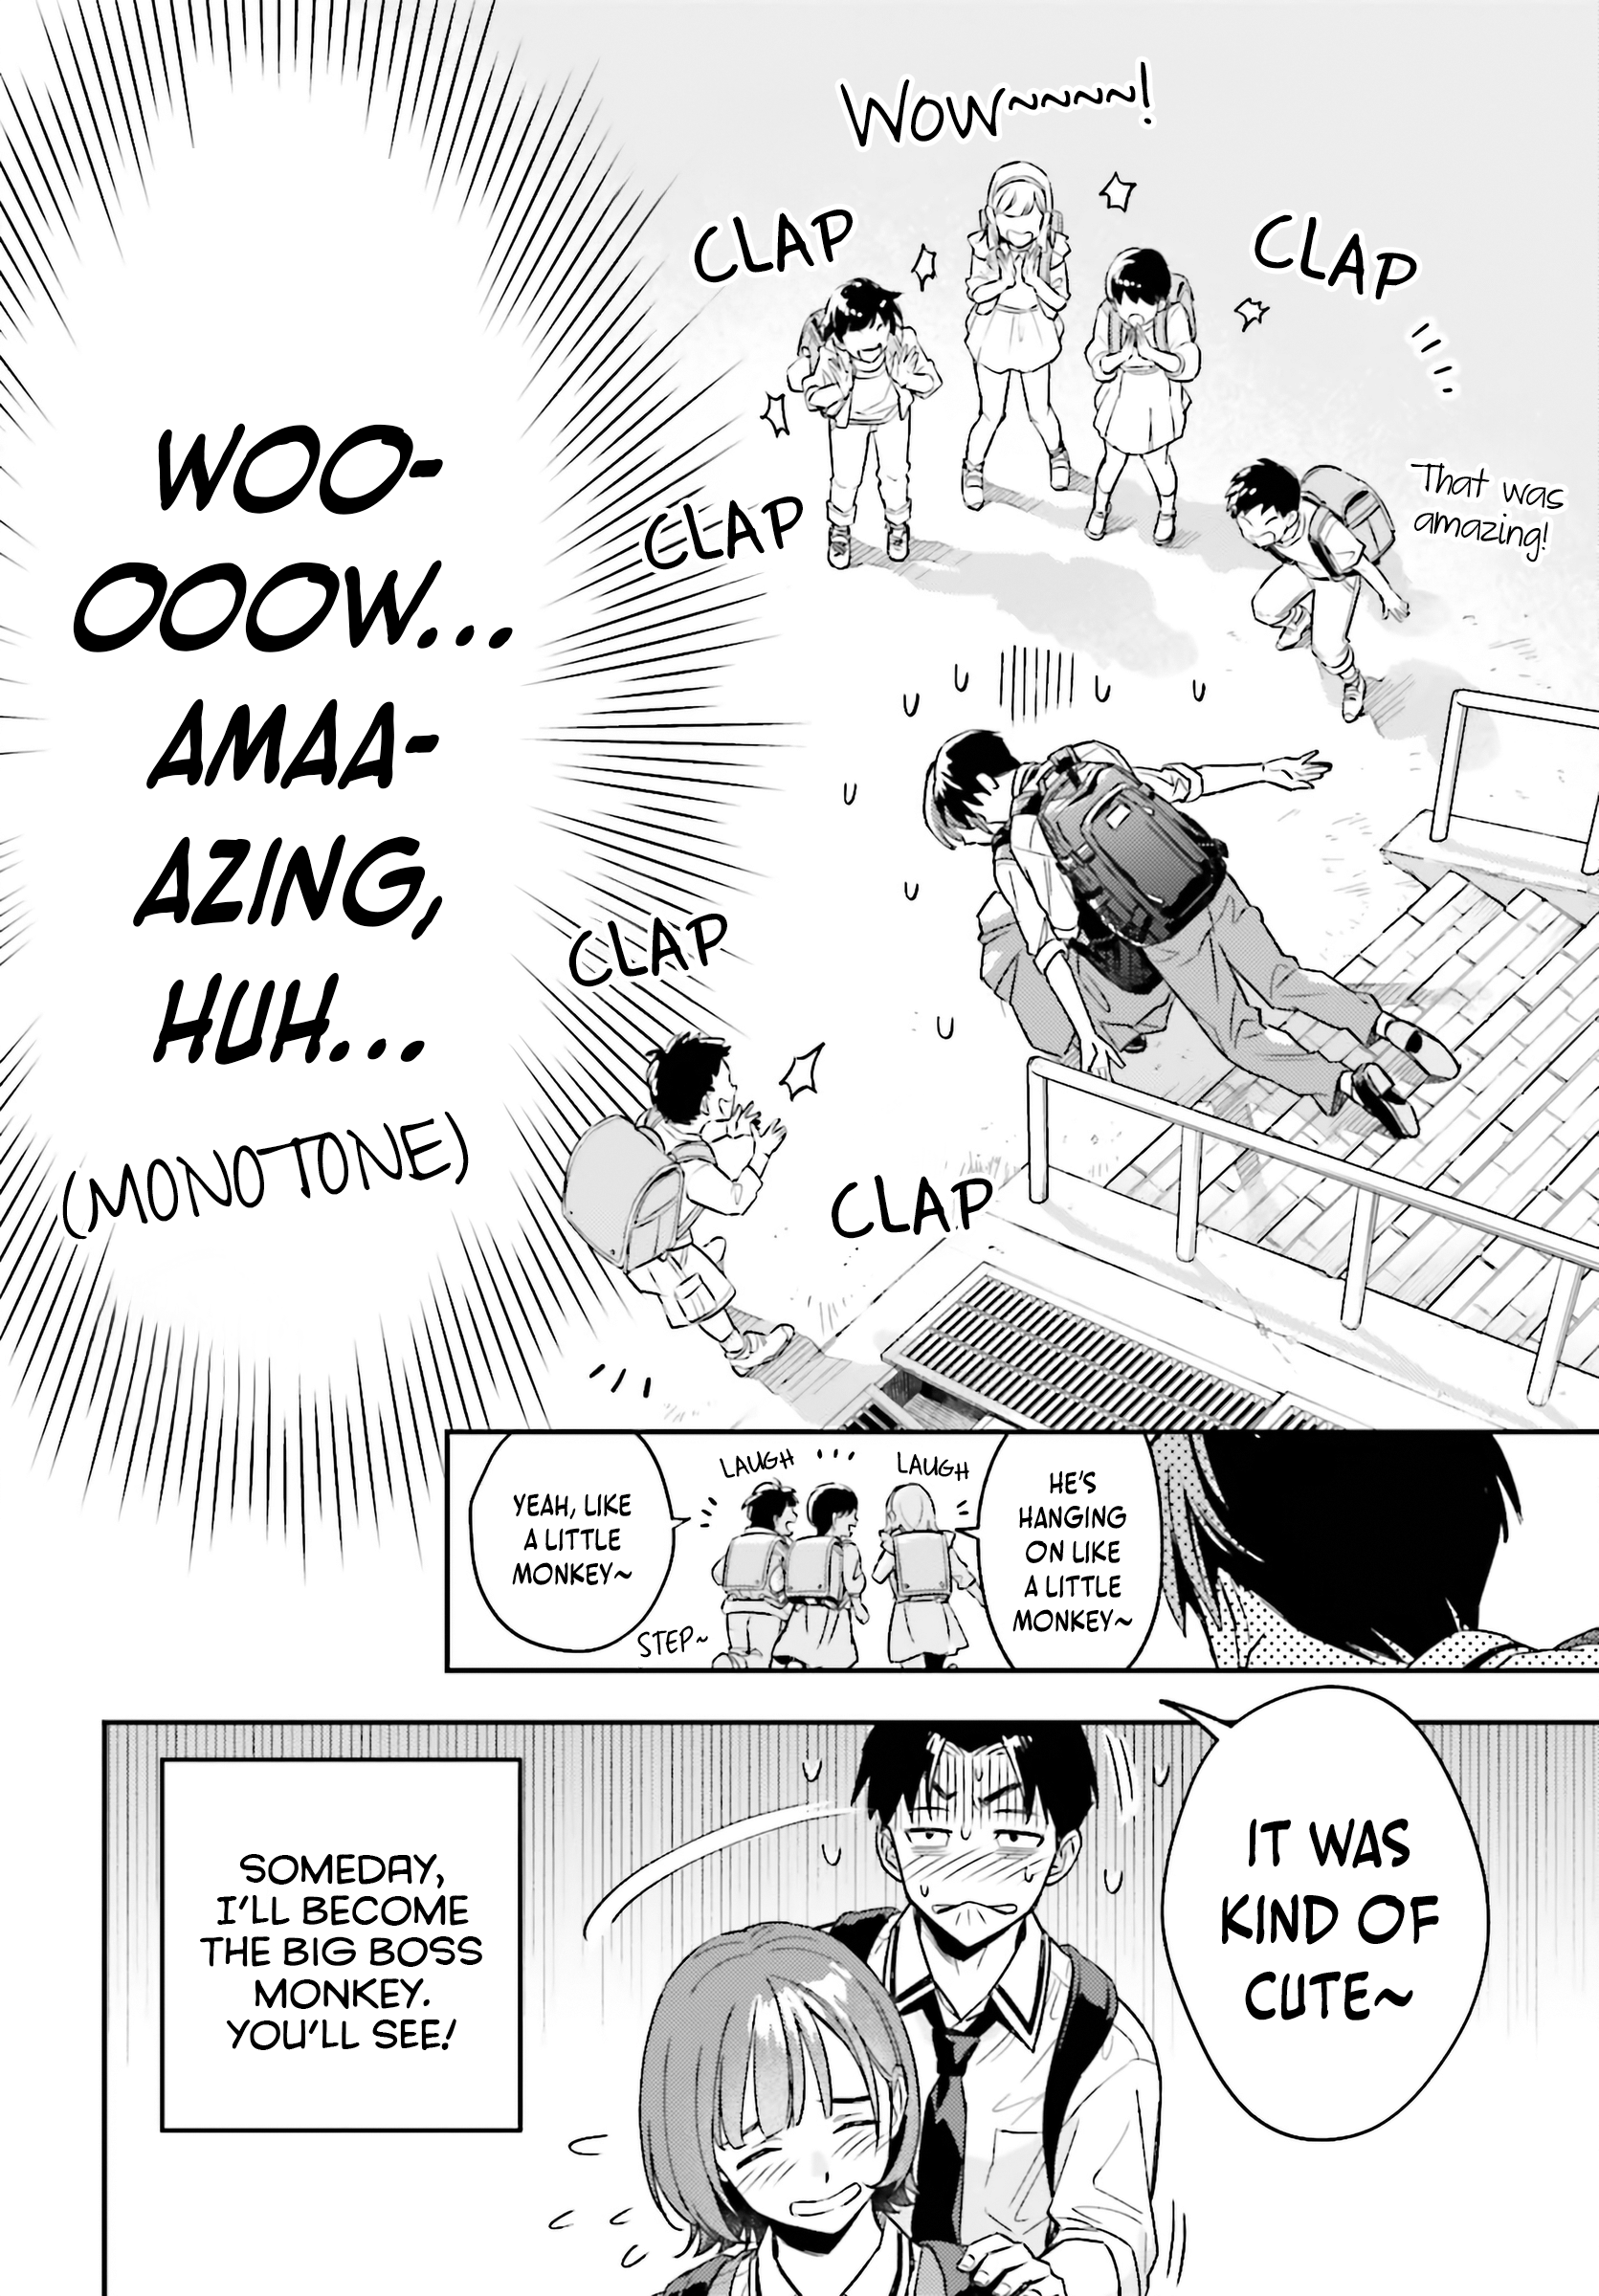 Wow~~~~!
CLAP
CLAP
CLAP
That was
amazing!
WOO-
OOOW...
AMAA-
AZING,
HUH...
(MONOTONE)
CLAP
CLAP
HE'S
HANGING
ON LIKE
A LITTLE
MONKEY~
LAUGH
LAUGH
YEAH, LIKE
A LITTLE
MONKEY~
STEP~
IT WAS
KIND OF
CUTE~
SOMEDAY,
I'LL BECOME
THE BIG BOSS
MONKEY.
YOU'LL SEE!